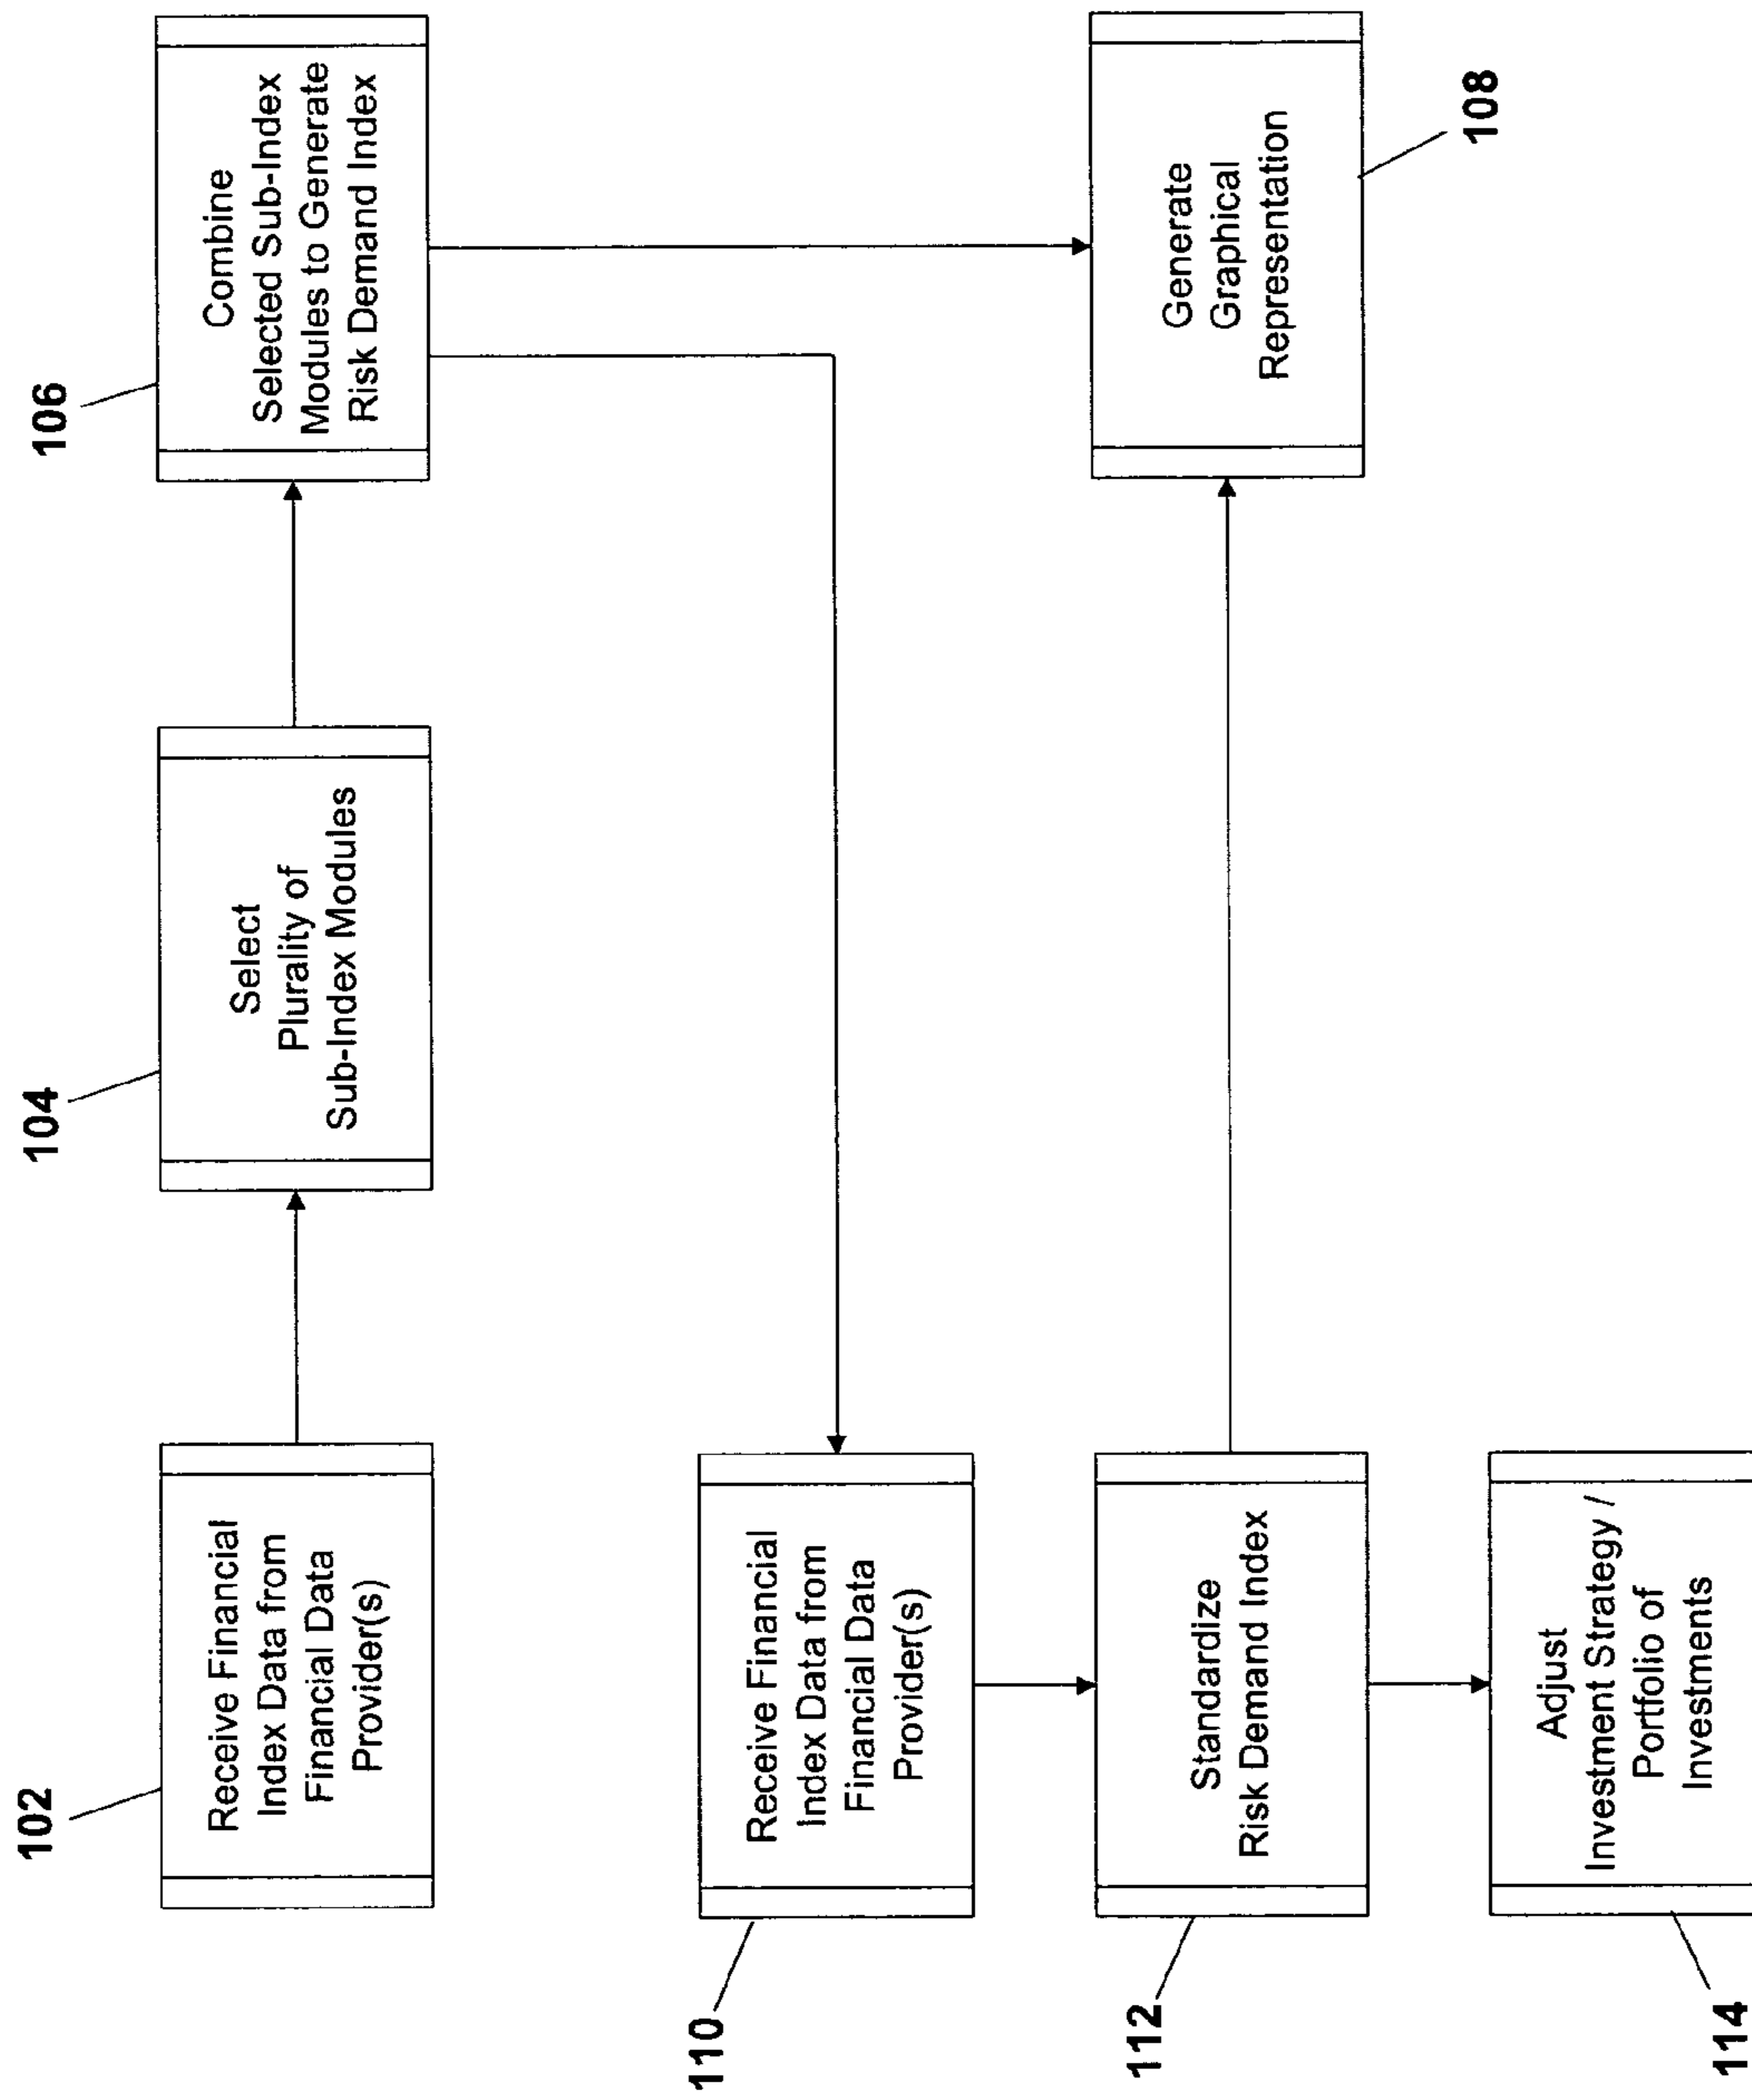 102
Receive Financial
Index Data from
Financial Data
Provider(s)
104
Select
Plurality of
Sub-Index Modules
106
Combine
Selected Sub-Index
Modules to Generate
Risk Demand Index
110
Receive Financial
Index Data from
Financial Data
Provider(s)
112
Standardize
Risk Demand Index
Generate
Graphical
Representation
108
114
Adjust
Investment Strategy /
Portfolio of
Investments